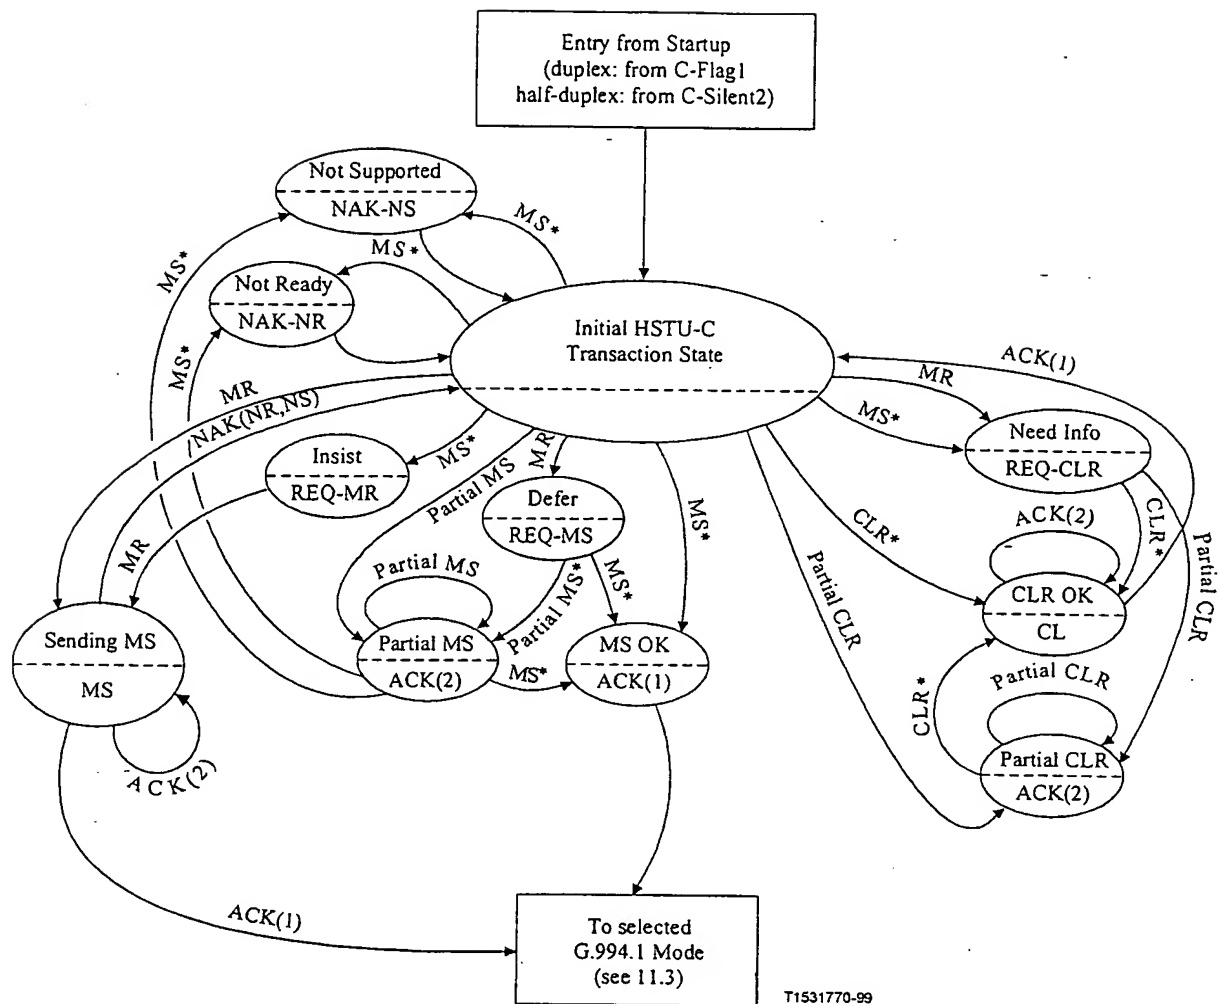 Entry from Startup
(duplex: from C-Flag1
half-duplex: from C-Silent2)
Not Supported
NAK-NS
MS*
MS*
MS*
Not Ready
NAK-NR
MS*
Initial HSTU-C
Transaction State
ACK(1)
MR
NAK(NR,NS)
MR
MS*
Need Info
REQ-CLR
MS*
Insist
REQ-MR
Partial MS
MR
Defer
REQ-MS
MS*
CLR*
ACK(2)
CLR*
Partial CLR
MR
Partial MS
Partial MS*
MS*
Partial CLR
CLR OK
CL
Sending MS
MS
Partial MS
ACK(2)
MS*
MS OK
ACK(1)
CLR*
Partial CLR
Partial CLR
ACK(2)
ACK(2)
ACK(1)
To selected
G.994.1 Mode
(see 11.3)
T1531770-99